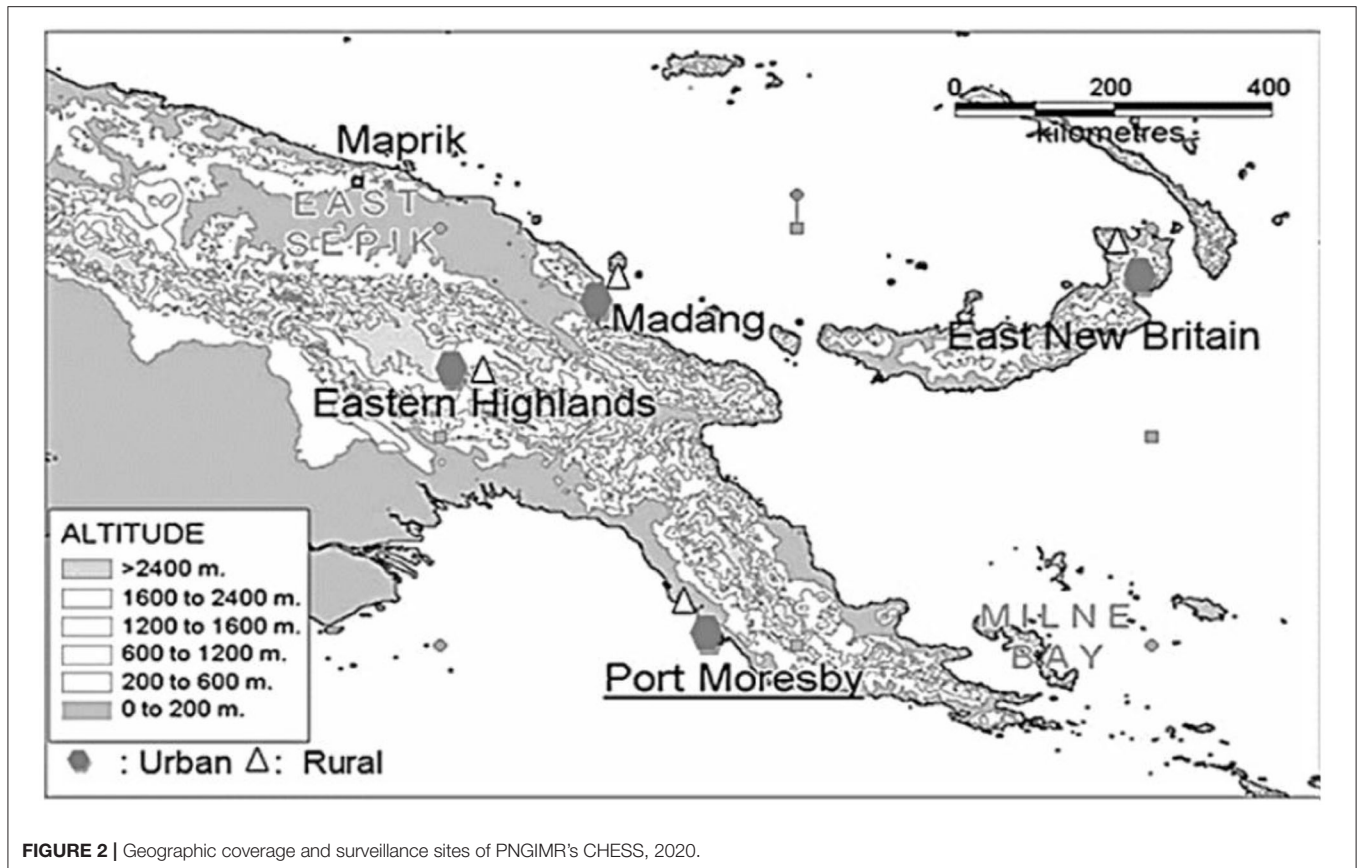 0 200 400
kilometres
Maprik
EAST
SEPIK
Madang
East New Britain
Eastern Highlands
MILNE
BAY
Port Moresby
ALTITUDE
>2400 m.
1600 to 2400 m.
1200 to 1600 m.
600 to 1200 m.
200 to 600 m.
0 to 200 m.
: Urban : Rural
FIGURE 2 | Geographic coverage and surveillance sites of PNGIMR's CHESS, 2020.